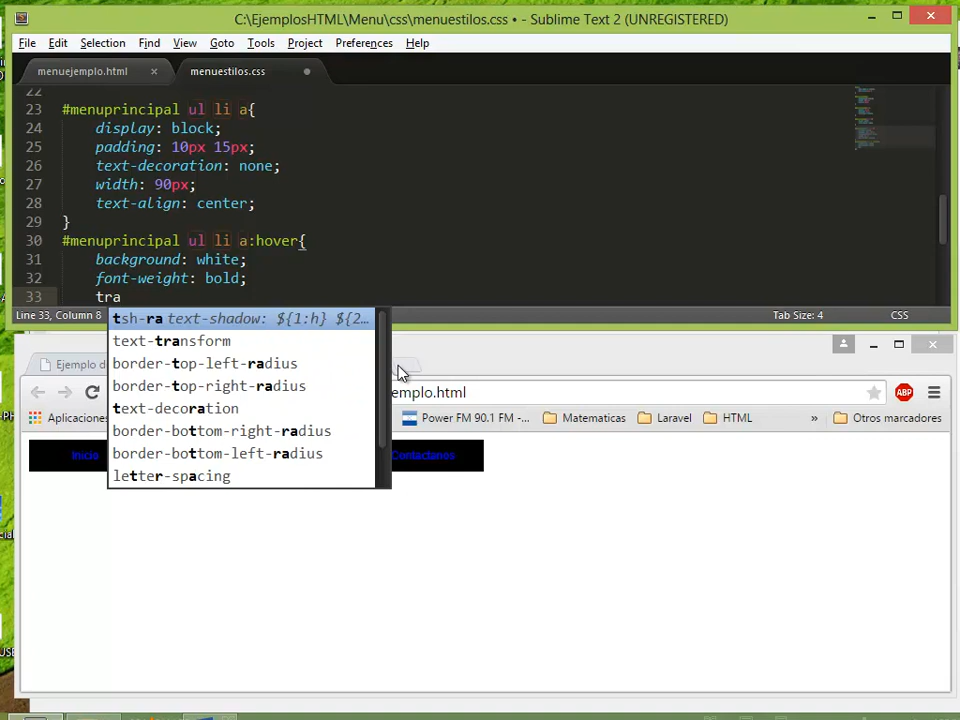 C:\EjemplosHTML\Menu\css\menuestilos.css • - Sublime Text 2 (UNREGISTERED)
File Edit Selection Find View Goto Tools Project Preferences Help
menuejemplo.html × menuestilos.css
22
23 #menuprincipal ul li a{
24 display: block;
25 padding: 10px 15px;
26 text-decoration: none;
27 width: 90px;
28 text-align: center;
29 }
30 #menuprincipal ul li a:hover{
31 background: white;
32 font-weight: bold;
33 tra
Line 33, Column 8 Tab Size: 4 CSS
tsh-ra text-shadow: ${1:h} ${2...
text-transform
border-top-left-radius
border-top-right-radius
text-decoration
border-bottom-right-radius
border-bottom-left-radius
letter-spacing
Ejemplo d
emplo.html ABP
Aplicaciones Power FM 90.1 FM -... Matematicas Laravel HTML » Otros marcadores
Inicio Contactanos